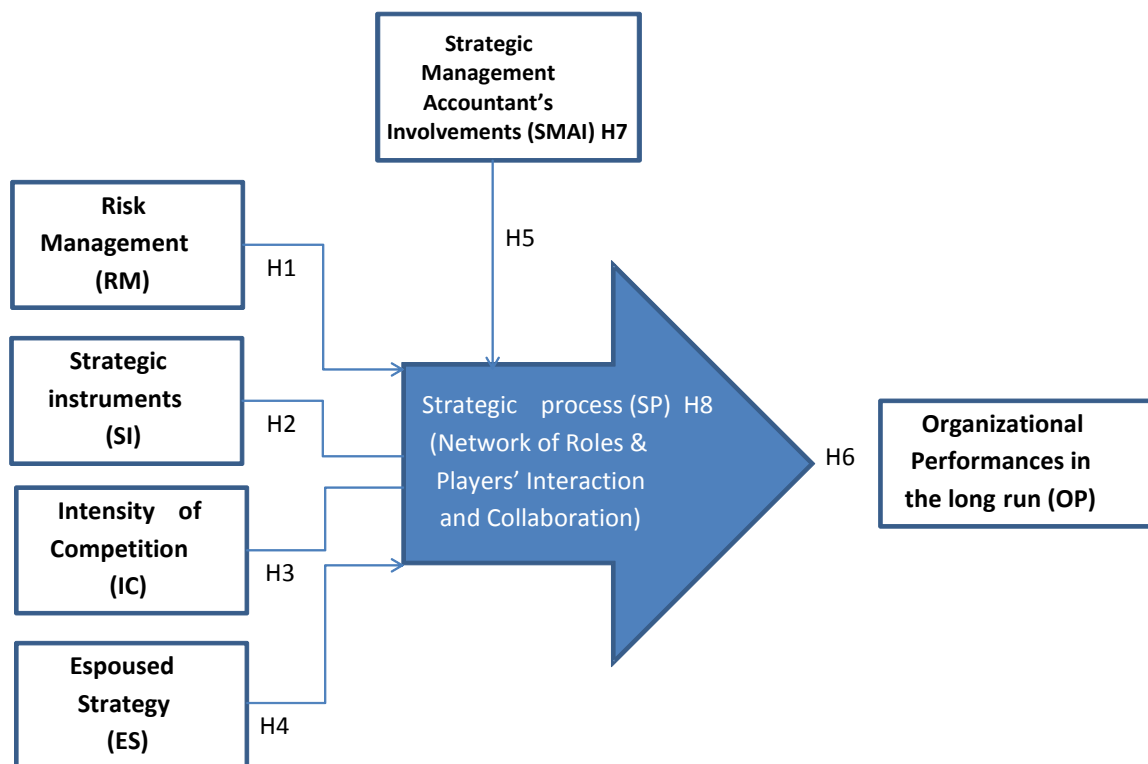 Strategic
Management
Accountant's
Involvements (SMAI) H7
Risk
Management
(RM)
H1
H5
Strategic
instruments
(SI)
H2
Strategic process (SP) H8
(Network of Roles &
Players' Interaction
and Collaboration)
H6
Organizational
Performances in
the long run (OP)
Intensity of
Competition
(IC)
H3
Espoused
Strategy
(ES)
H4